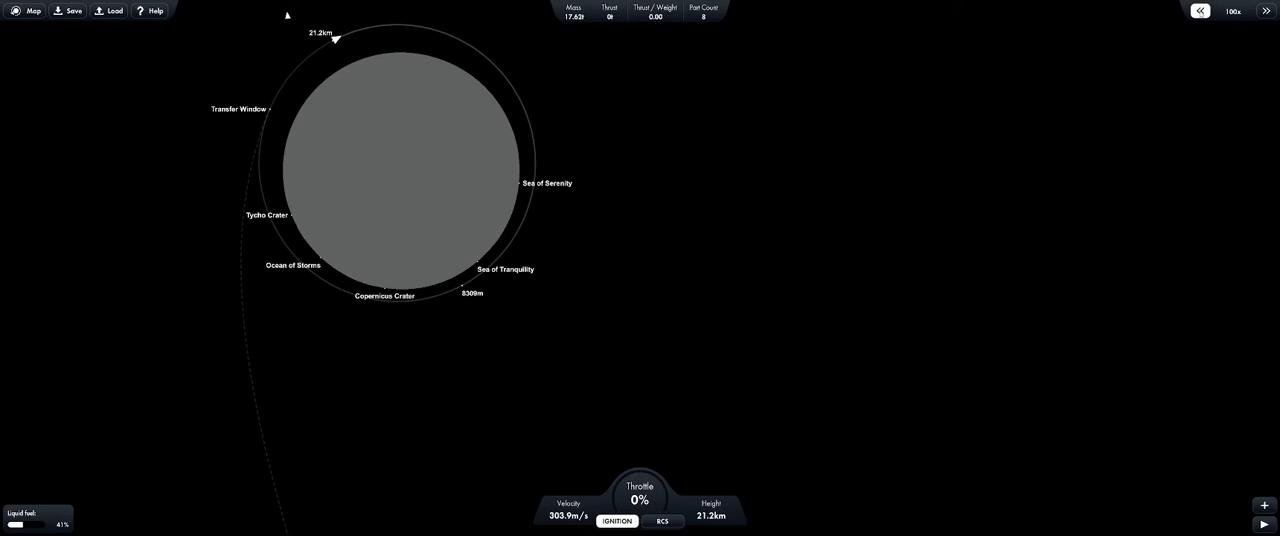 Map
Save
Load
? Help
Mass Thrust Thrust / Weight Part Count
17.62t 0t 0.00 8
100x
21.2km
Transfer Window
Sea of Serenity
Tycho Crater
Ocean of Storms
Sea of Tranquility
8309m
Copernicus Crater
Throttle
0%
Velocity
303.9m/s
Height
21.2km
IGNITION
RCS
Liquid fuel:
41%